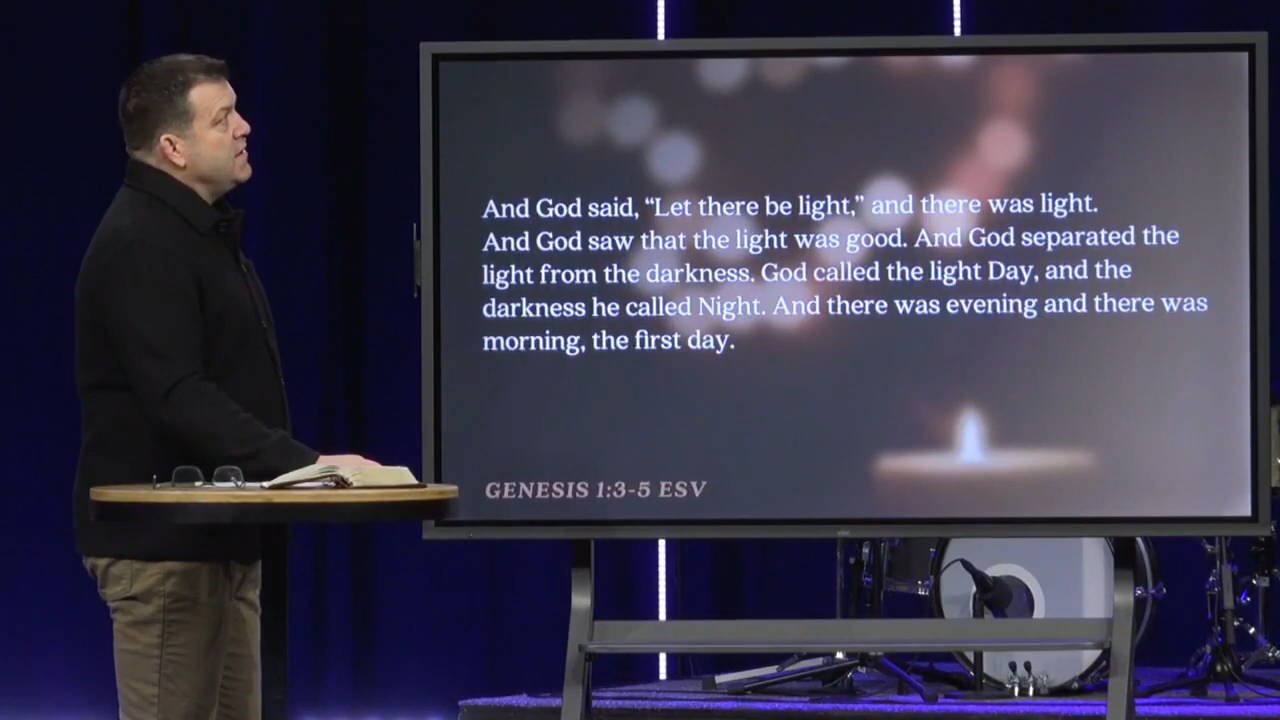 And God said, “Let there be light,” and there was light.
And God saw that the light was good. And God separated the
light from the darkness. God called the light Day, and the
darkness he called Night. And there was evening and there was
morning, the first day.
GENESIS 1:3-5 ESV